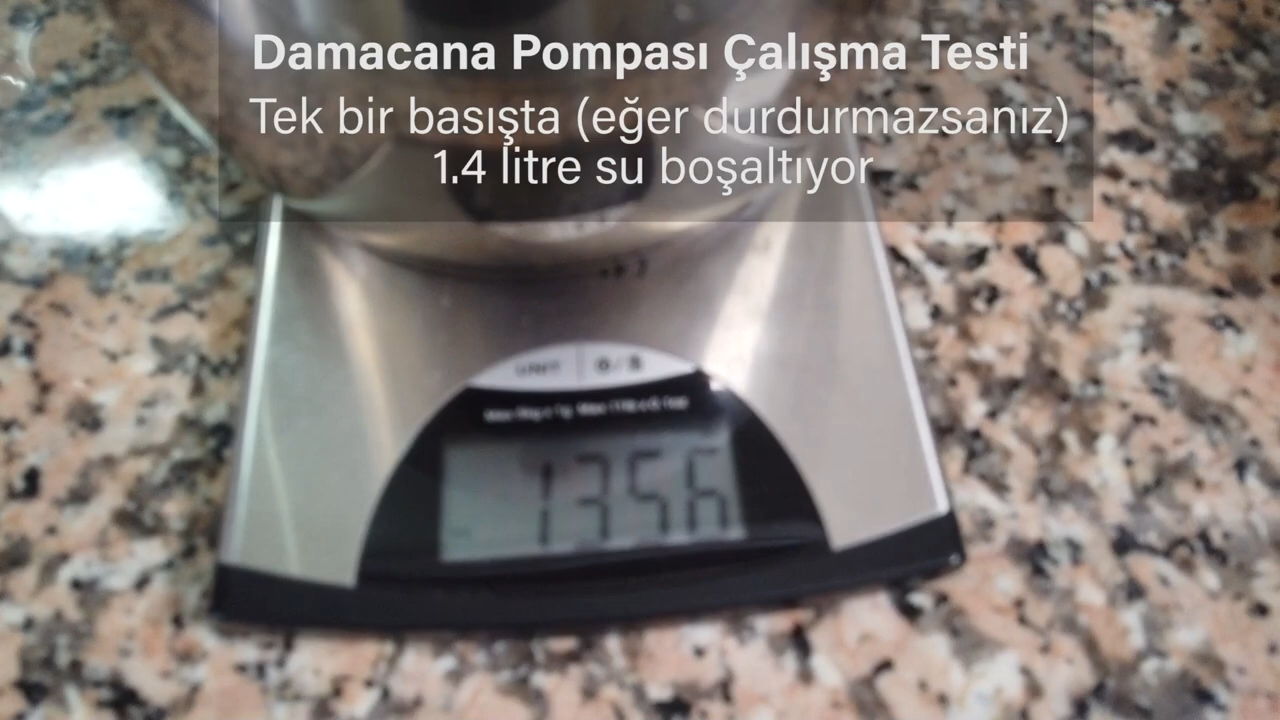 Damacana Pompası Çalışma Testi
Tek bir basışta (eğer durdurmazsanız)
1.4 litre su boşaltıyor
UNIT
1356